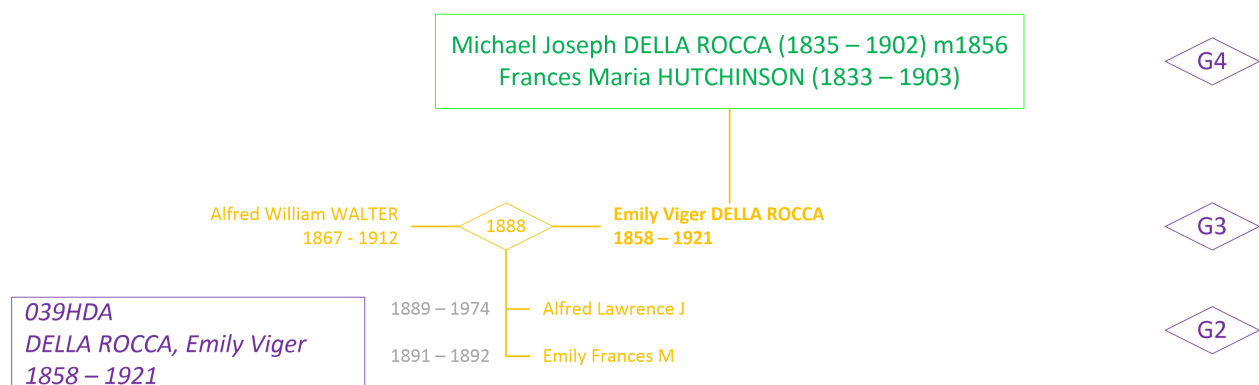 Michael Joseph DELLA ROCCA (1835 – 1902) m1856
Frances Maria HUTCHINSON (1833 – 1903)
G4
Alfred William WALTER
1867 - 1912
1888
Emily Viger DELLA ROCCA
1858 – 1921
G3
1889 – 1974 Alfred Lawrence J
1891 – 1892 Emily Frances M
G2
039HDA
DELLA ROCCA, Emily Viger
1858 – 1921